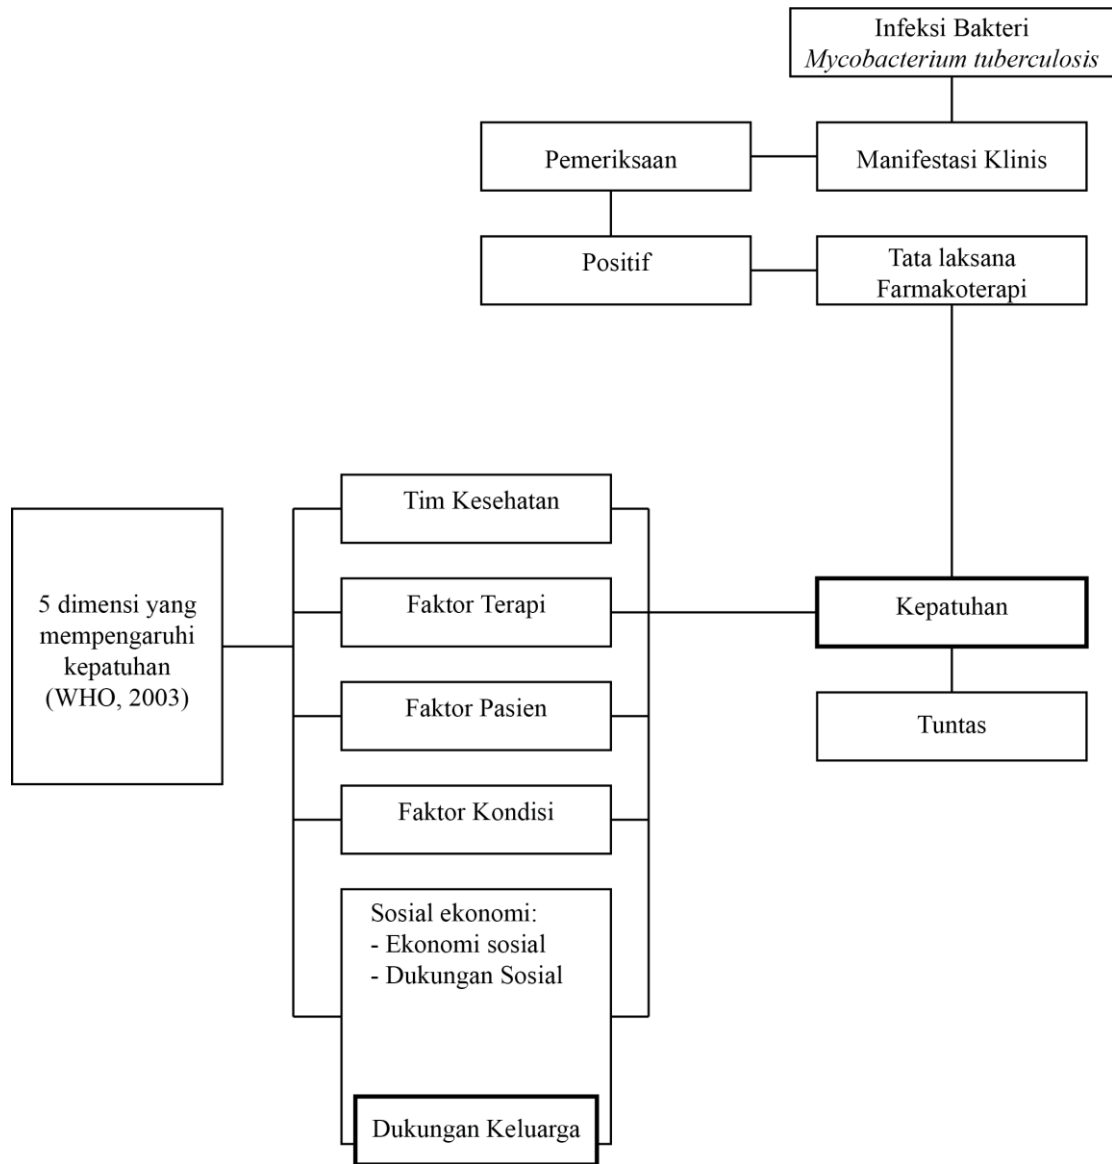 Infeksi Bakteri
Mycobacterium tuberculosis
Pemeriksaan
Manifestasi Klinis
Positif
Tata laksana
Farmakoterapi
5 dimensi yang
mempengaruhi
kepatuhan
(WHO, 2003)
Tim Kesehatan
Faktor Terapi
Faktor Pasien
Faktor Kondisi
Sosial ekonomi:
- Ekonomi sosial
- Dukungan Sosial
Dukungan Keluarga
Kepatuhan
Tuntas